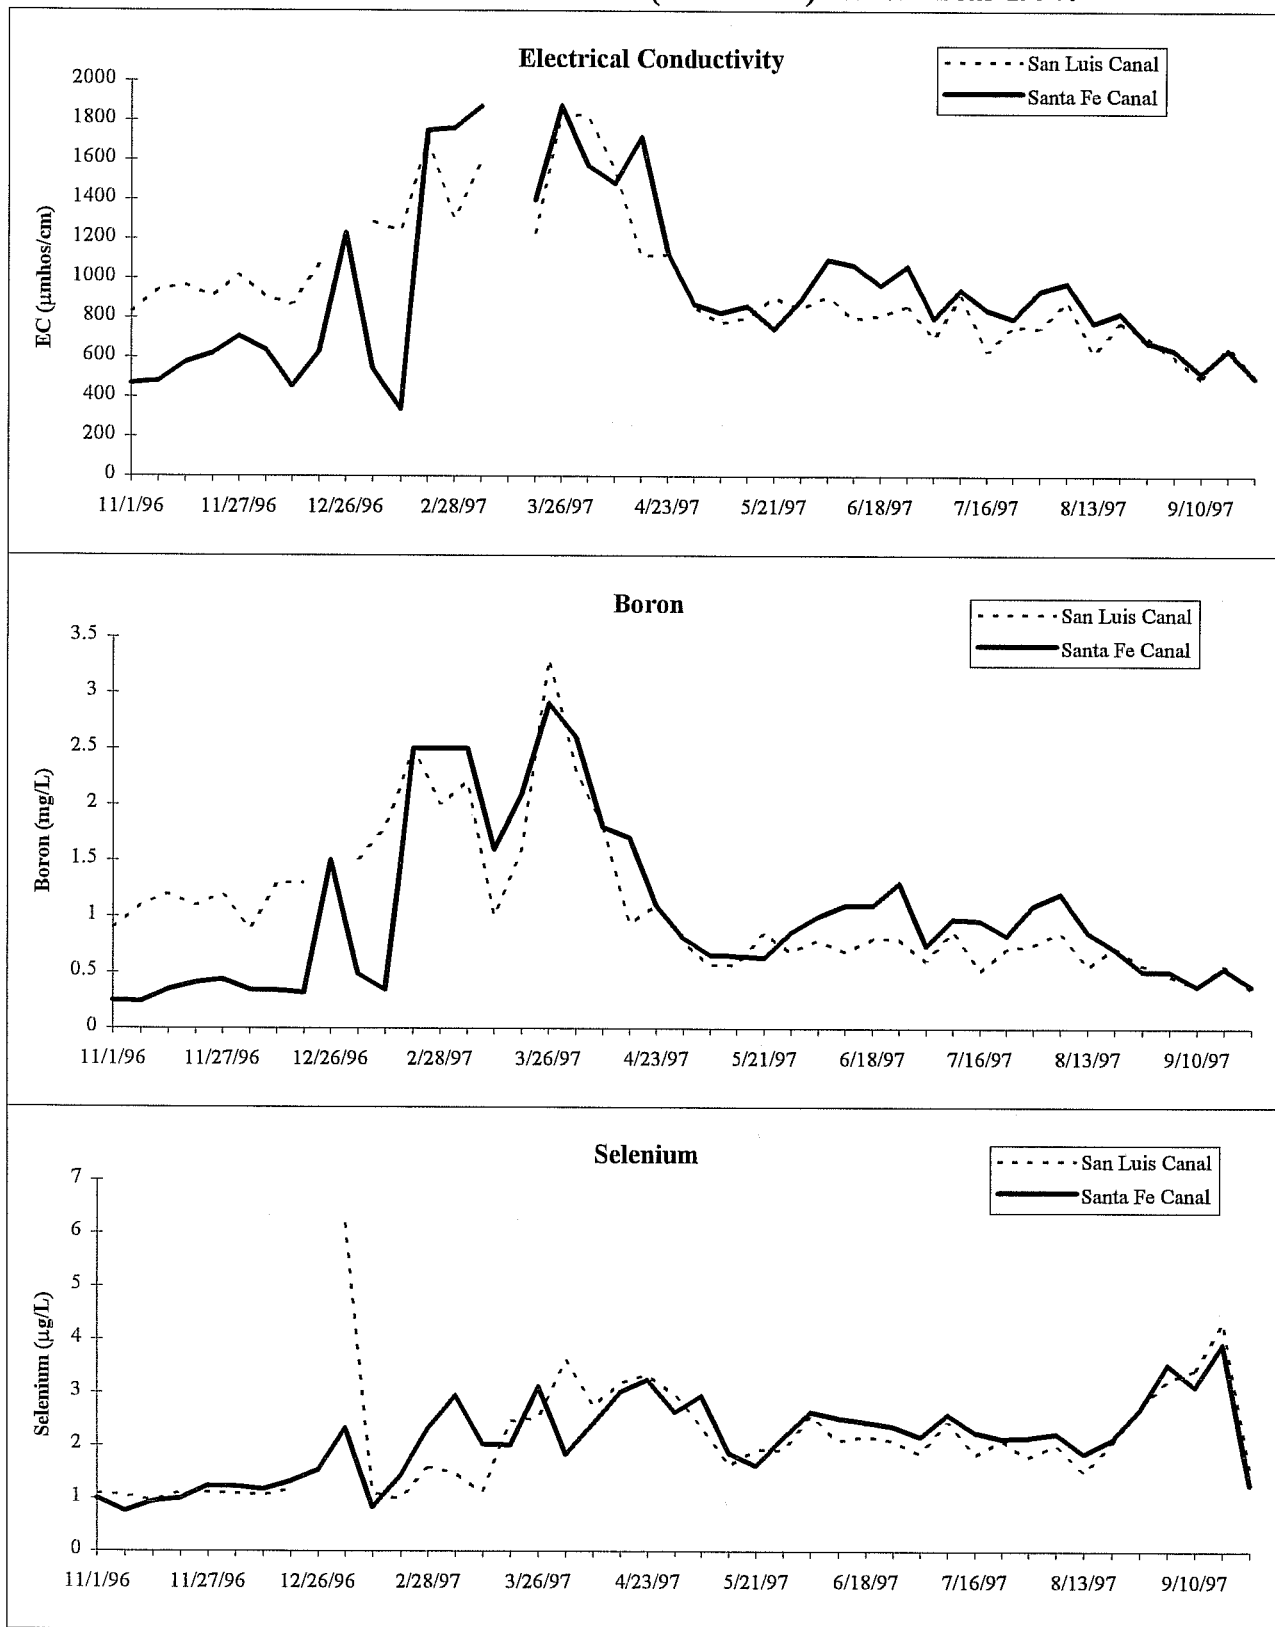 Electrical Conductivity
San Luis Canal
Santa Fe Canal
EC (µmhos/cm)
2000
1800
1600
1400
1200
1000
800
600
400
200
0
11/1/96 11/27/96 12/26/96 2/28/97 3/26/97 4/23/97 5/21/97 6/18/97 7/16/97 8/13/97 9/10/97
Boron
San Luis Canal
Santa Fe Canal
Boron (mg/L)
3.5
3
2.5
2
1.5
1
0.5
0
11/1/96 11/27/96 12/26/96 2/28/97 3/26/97 4/23/97 5/21/97 6/18/97 7/16/97 8/13/97 9/10/97
Selenium
San Luis Canal
Santa Fe Canal
Selenium (µg/L)
7
6
5
4
3
2
1
0
11/1/96 11/27/96 12/26/96 2/28/97 3/26/97 4/23/97 5/21/97 6/18/97 7/16/97 8/13/97 9/10/97